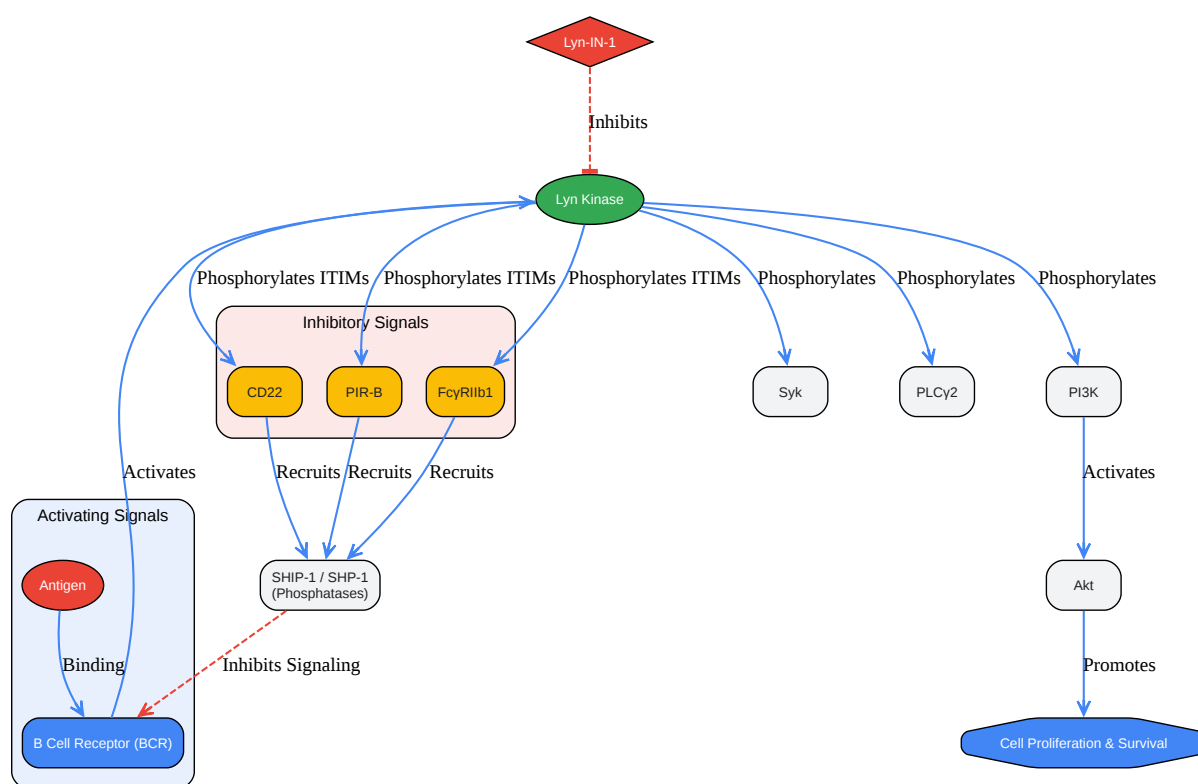 Lyn-IN-1
Inhibits
Lyn Kinase
Phosphorylates ITIMs
Phosphorylates ITIMs
Phosphorylates ITIMs
Phosphorylates
Phosphorylates
Phosphorylates
Inhibitory Signals
CD22
PIR-B
FcγRIIb1
Syk
PLCγ2
PI3K
Activates
Recruits
Recruits
Recruits
Activates
Activating Signals
Antigen
SHIP-1 / SHP-1
(Phosphatases)
Akt
Binding
Inhibits Signaling
Promotes
B Cell Receptor (BCR)
Cell Proliferation & Survival